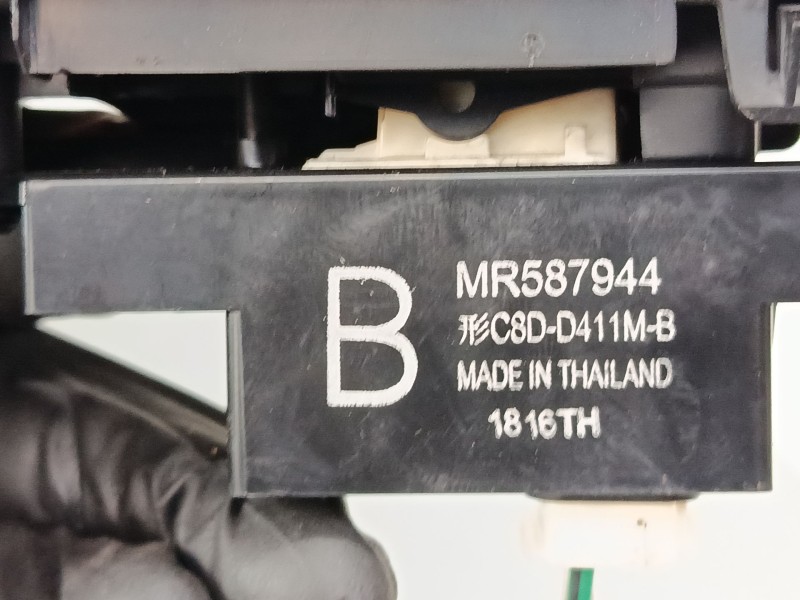 B
MR587944
形C8D-D411M-B
MADE IN THAILAND
1816TH